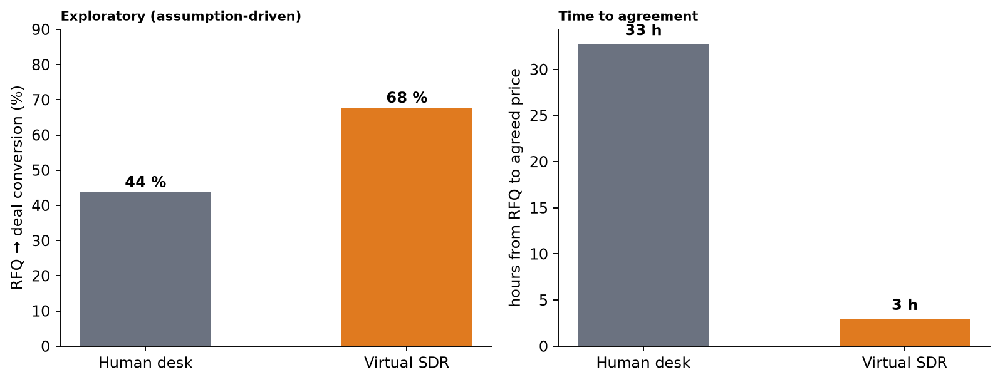 Exploratory (assumption-driven)
RFQ → deal conversion (%)
90
80
70
60
50
40
30
20
10
0
44 %
68 %
Human desk
Virtual SDR
Time to agreement
hours from RFQ to agreed price
30
25
20
15
10
5
0
33 h
3 h
Human desk
Virtual SDR